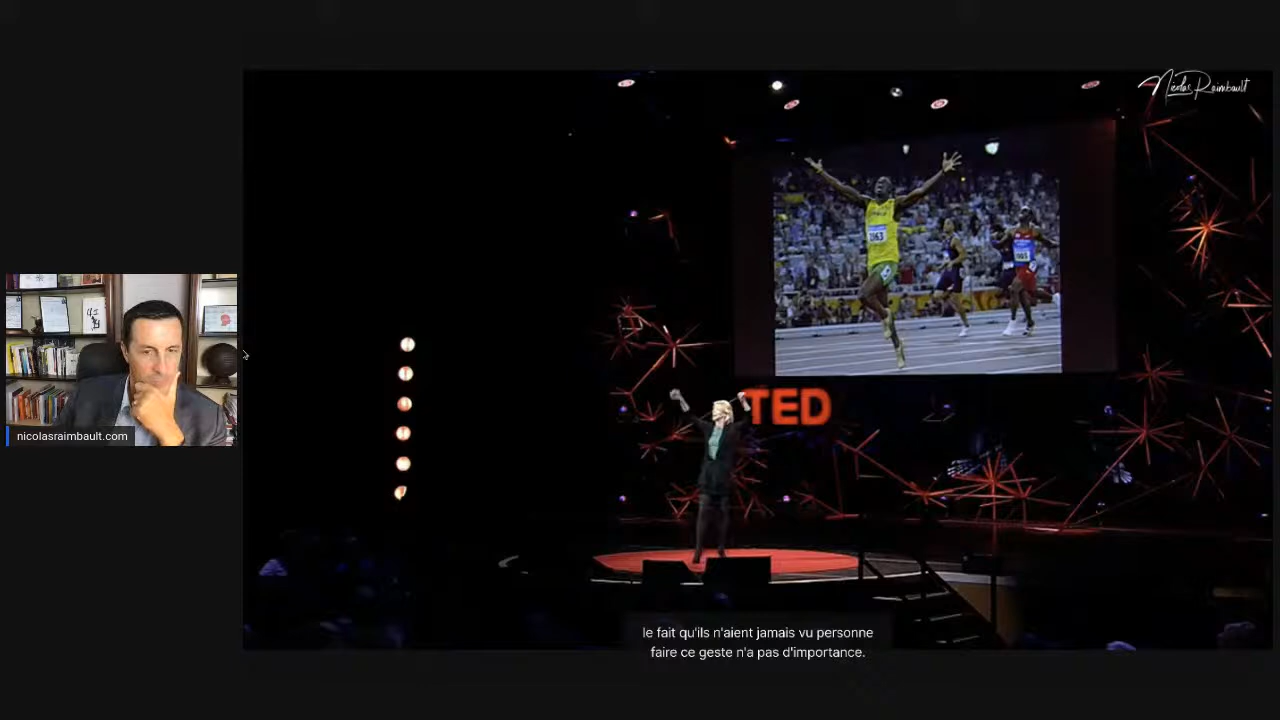 Nicolas Raimbault
TED
nicolasraimbault.com
le fait qu'ils n'aient jamais vu personne
faire ce geste n'a pas d'importance.